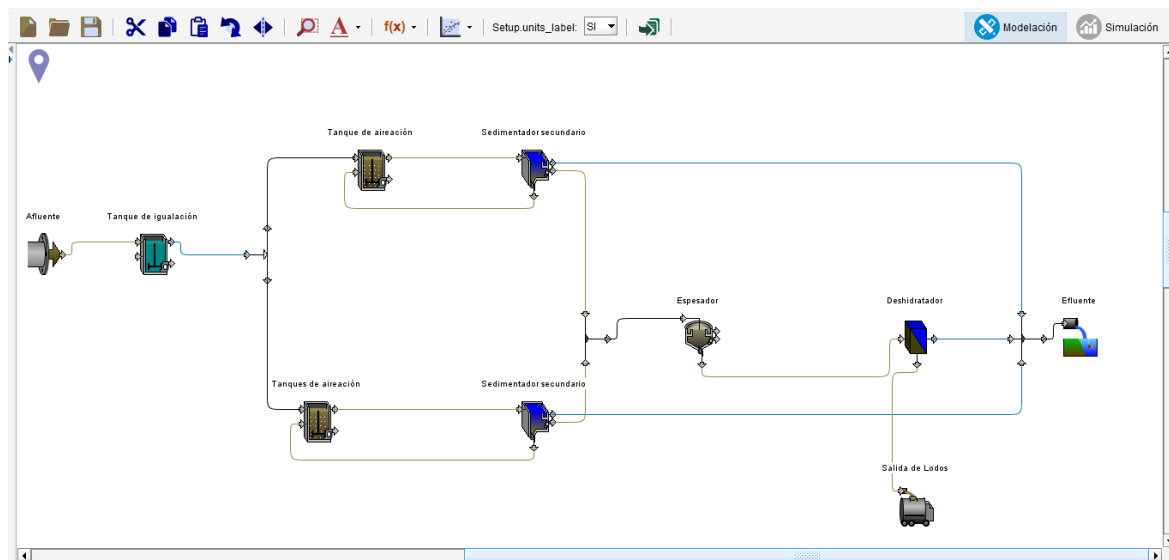 f(x)
Setup.units_label:
SI
Modelación
Simulación
Tanque de aireación
Sedimentador secundario
Afluente
Tanque de igualación
Espesador
Deshidratador
Efluente
Tanques de aireación
Sedimentador secundario
Salida de Lodos